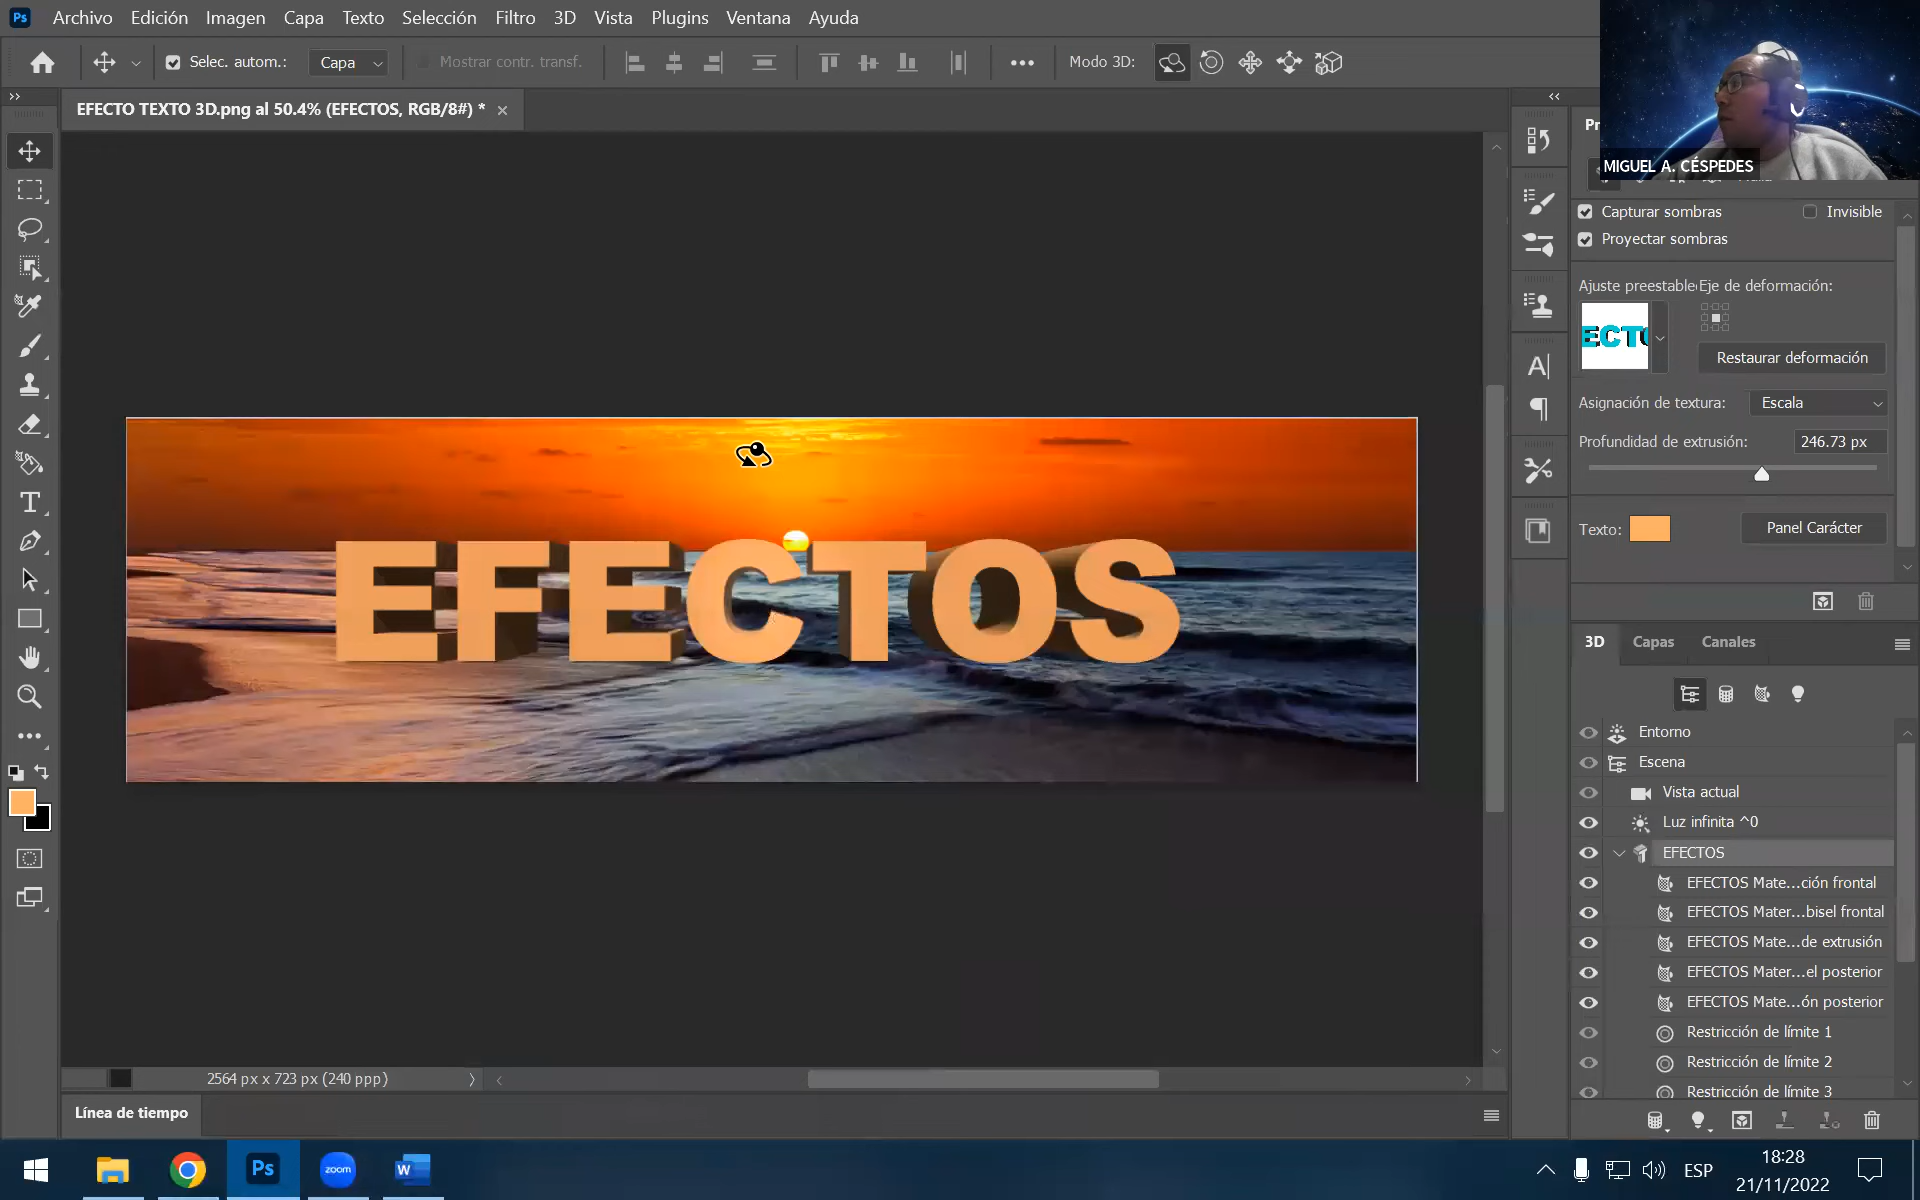 Ps Archivo Edición Imagen Capa Texto Selección Filtro 3D Vista Plugins Ventana Ayuda
Selec. autom.: Capa Mostrar contr. transf. Modo 3D:
EFECTO TEXTO 3D.png al 50.4% (EFECTOS, RGB/8#) *
MIGUEL A. CÉSPEDES
Capturar sombras Invisible
Proyectar sombras
Ajuste preestable Eje de deformación:
ECTO
Restaurar deformación
Asignación de textura: Escala
Profundidad de extrusión: 246.73 px
Texto: Panel Carácter
EFECTOS
3D Capas Canales
Entorno
Escena
Vista actual
Luz infinita ^0
EFECTOS
EFECTOS Mate...ción frontal
EFECTOS Mater...bisel frontal
EFECTOS Mate...de extrusión
EFECTOS Mater...el posterior
EFECTOS Mate...ón posterior
Restricción de límite 1
Restricción de límite 2
Restricción de límite 3
2564 px x 723 px (240 ppp)
Línea de tiempo
Ps zoom W ESP 18:28
21/11/2022